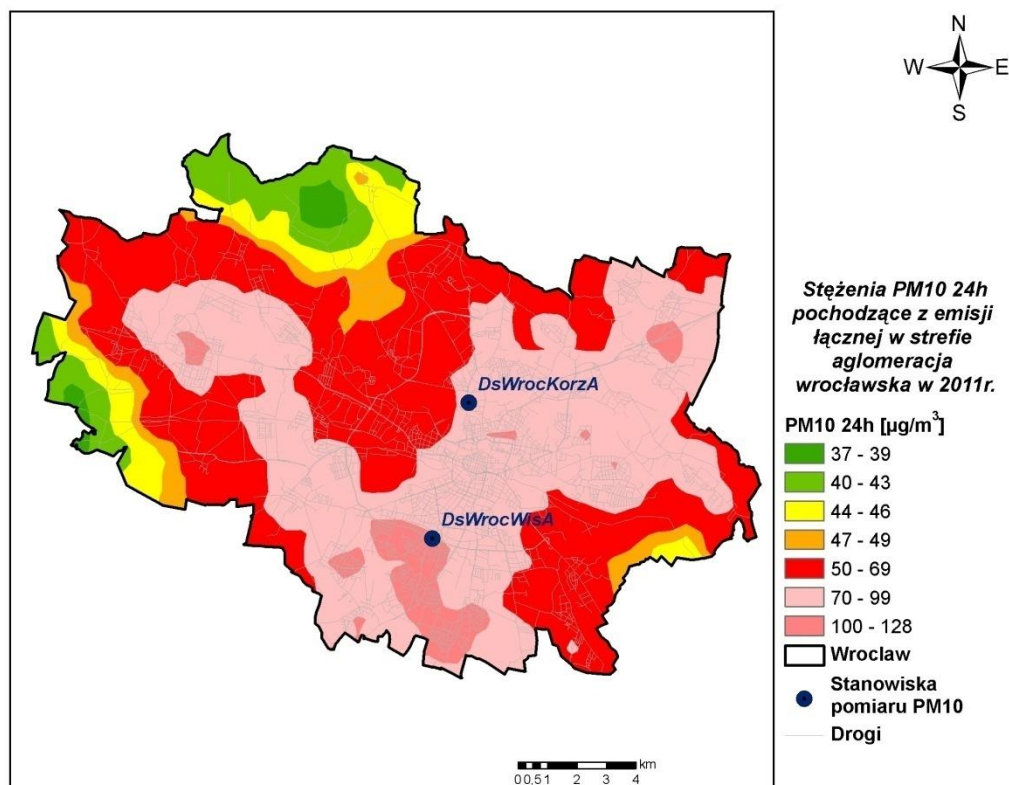 N
W E
S
DsWrocKorzA
DsWrocWisA
Stężenia PM10 24h
pochodzące z emisji
łącznej w strefie
aglomeracja
wrocławska w 2011r.
PM10 24h [µg/m³]
37 - 39
40 - 43
44 - 46
47 - 49
50 - 69
70 - 99
100 - 128
Wroclaw
Stanowiska
pomiaru PM10
Drogi
km
0 0,5 1 2 3 4